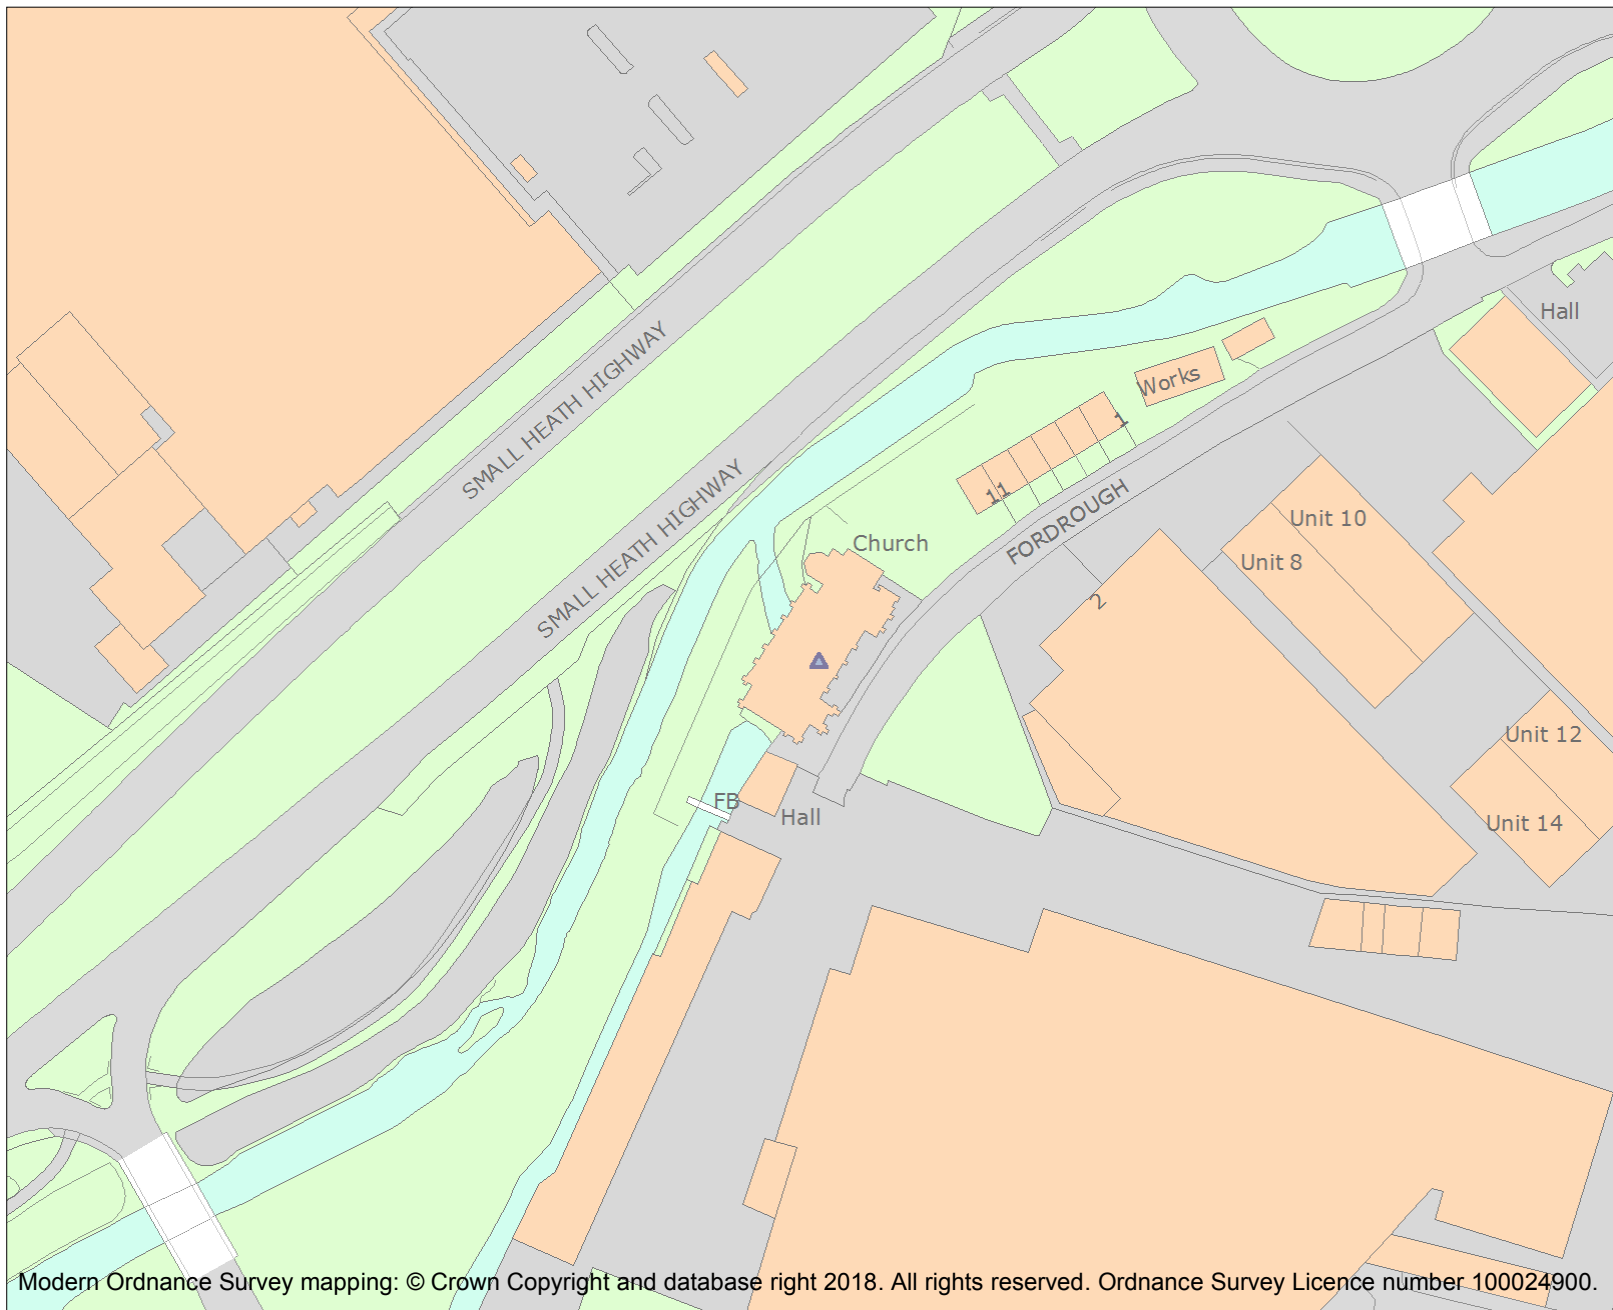 Hall
SMALL HEATH HIGHWAY
Works
1
11
FORDROUGH
Unit 10
Unit 8
SMALL HEATH HIGHWAY
Church
2
Unit 12
FB
Hall
Unit 14
Modern Ordnance Survey mapping: © Crown Copyright and database right 2018. All rights reserved. Ordnance Survey Licence number 100024900.